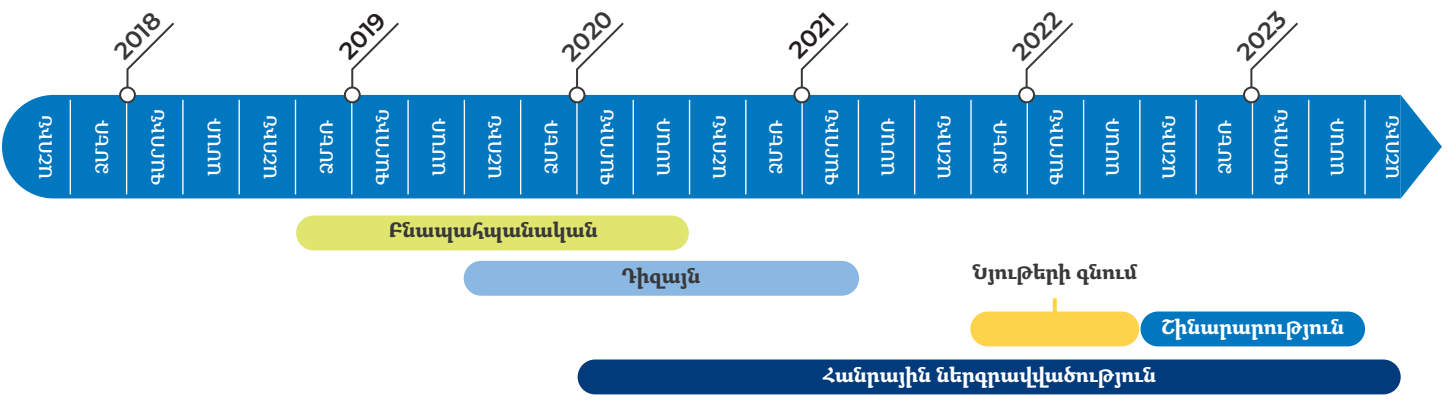 2018 2019 2020 2021 2022 2023
ԱՇՈՒՆ ՁՄԵՌ ԳԱՐՈՒՆ ԱՄԱՌ ԱՇՈՒՆ ՁՄԵՌ ԳԱՐՈՒՆ ԱՄԱՌ ԱՇՈՒՆ ՁՄԵՌ ԳԱՐՈՒՆ ԱՄԱՌ ԱՇՈՒՆ ՁՄԵՌ ԳԱՐՈՒՆ ԱՄԱՌ ԱՇՈՒՆ ՁՄԵՌ ԳԱՐՈՒՆ ԱՄԱՌ ԱՇՈՒՆ ՁՄԵՌ ԳԱՐՈՒՆ ԱՄԱՌ ԱՇՈՒՆ
Բնապահպանական
Դիզայն
Նյութերի գնում
Շինարարություն
Հանրային ներգրավվածություն